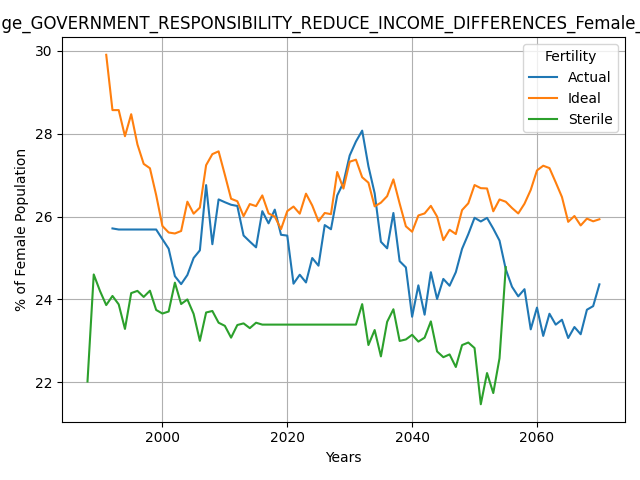 ge_GOVERNMENT_RESPONSIBILITY_REDUCE_INCOME_DIFFERENCES_Female_
30
28
26
24
22
% of Female Population
2000
2020
2040
2060
Years
Fertility
Actual
Ideal
Sterile